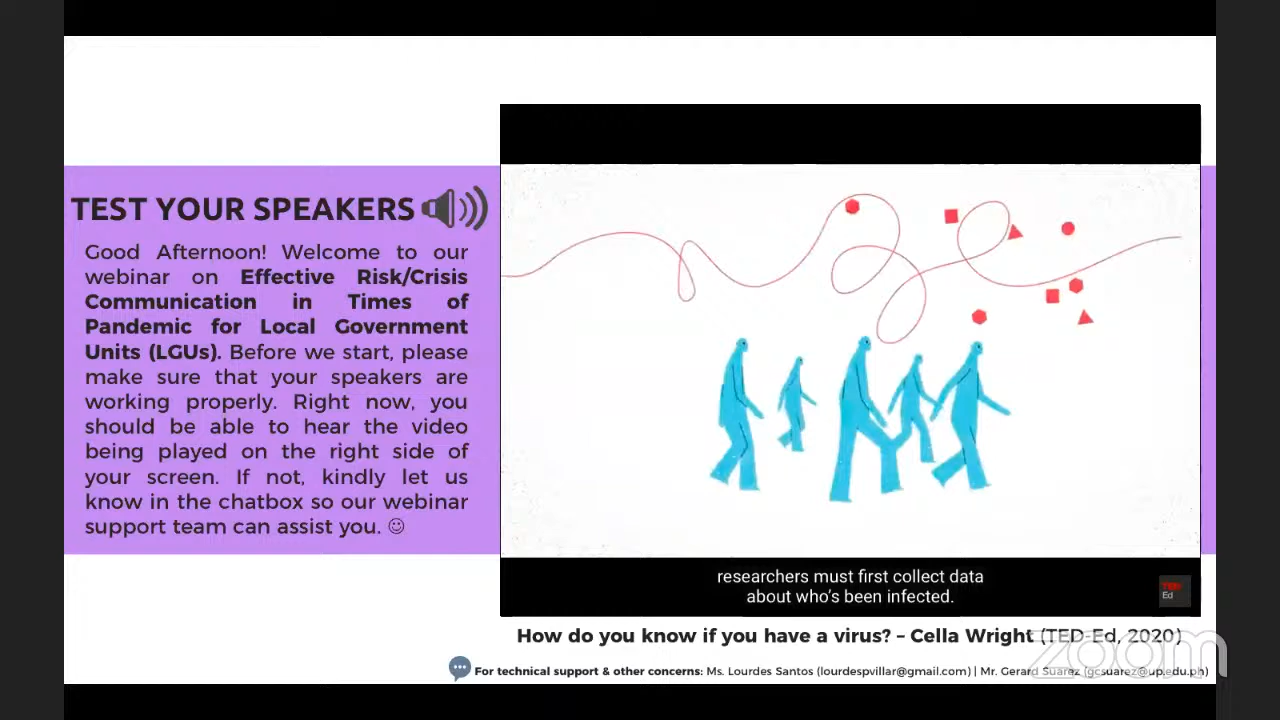 TEST YOUR SPEAKERS
Good Afternoon! Welcome to our
webinar on Effective Risk/Crisis
Communication in Times of
Pandemic for Local Government
Units (LGUs). Before we start, please
make sure that your speakers are
working properly. Right now, you
should be able to hear the video
being played on the right side of
your screen. If not, kindly let us
know in the chatbox so our webinar
support team can assist you. ☺
researchers must first collect data
about who's been infected.
TED
Ed
How do you know if you have a virus? – Cella Wright (TED-Ed, 2020)
zoom
For technical support & other concerns: Ms. Lourdes Santos (lourdespvillar@gmail.com) | Mr. Gerard Suarez (gcsuarez@up.edu.ph)